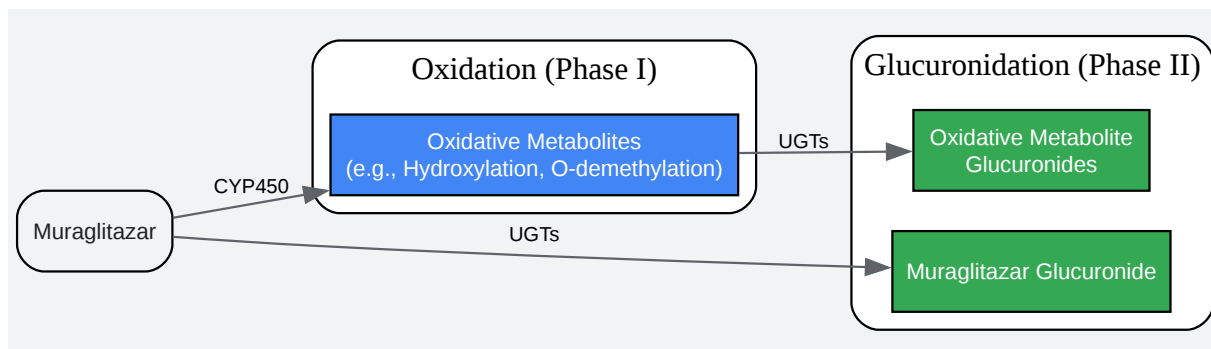 Oxidation (Phase I)
Glucuronidation (Phase II)
Oxidative Metabolites
(e.g., Hydroxylation, O-demethylation)
UGTs
Oxidative Metabolite
Glucuronides
CYP450
Muraglitazar
UGTs
Muraglitazar Glucuronide